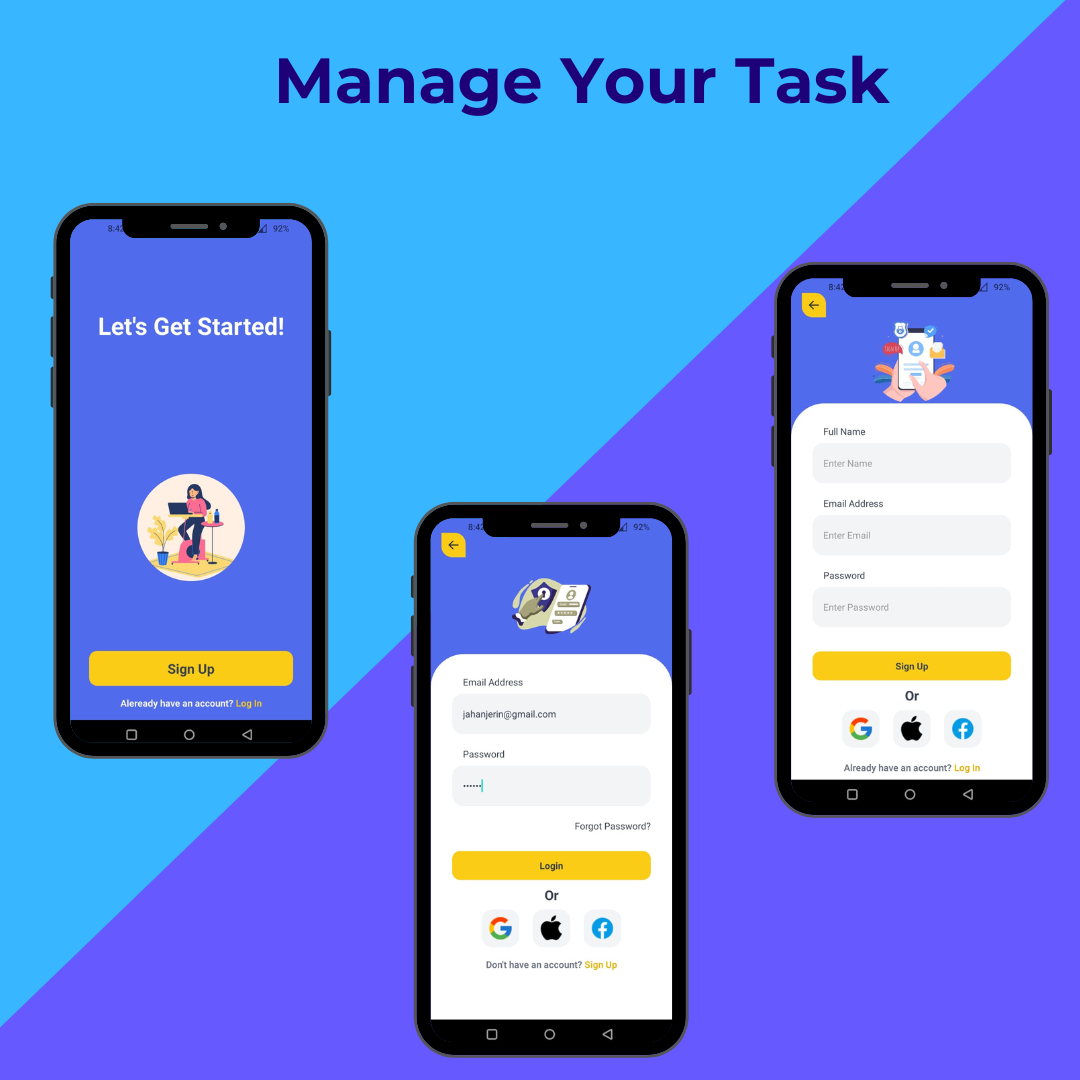 Manage Your Task
8:42 92%
Let's Get Started!
Sign Up
Aleready have an account? Log In
8:42 92%
Email Address
jahanjerin@gmail.com
Password
••••••
Forgot Password?
Login
Or
Don't have an account? Sign Up
8:42 92%
Full Name
Enter Name
Email Address
Enter Email
Password
Enter Password
Sign Up
Or
Already have an account? Log In